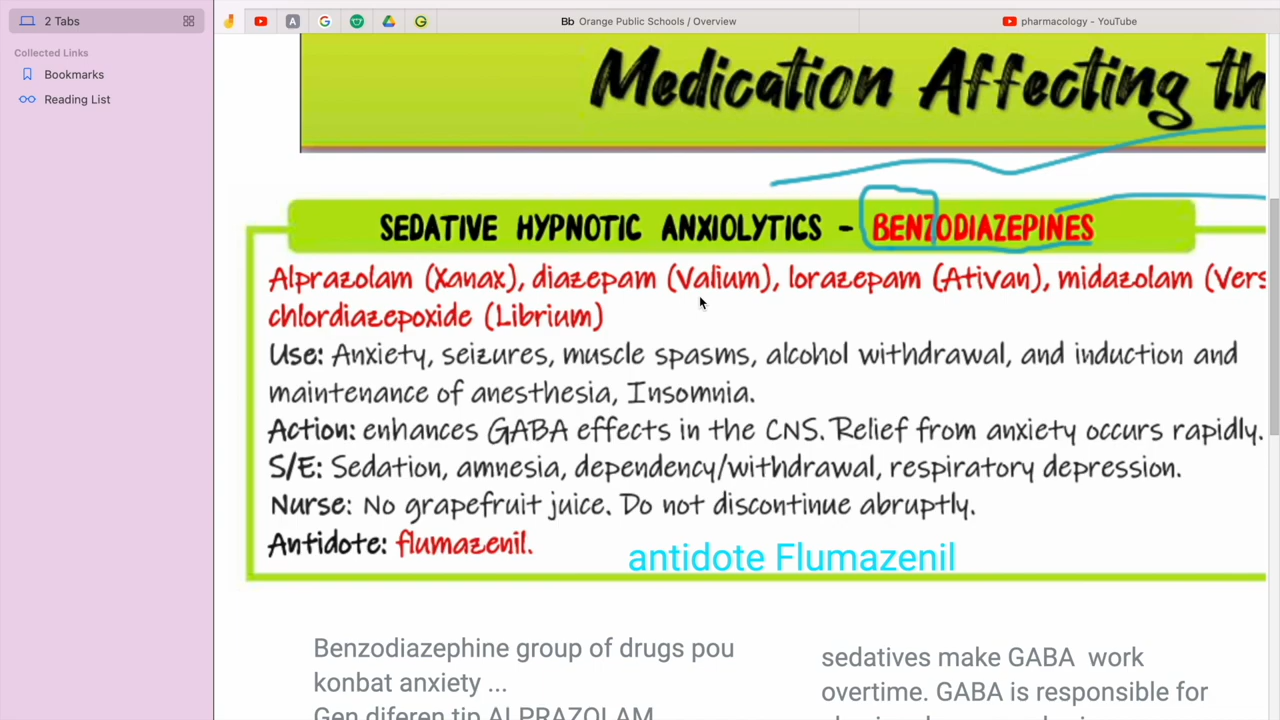 2 Tabs
Collected Links
Bookmarks
Reading List
Bb Orange Public Schools / Overview
pharmacology - YouTube
Medication Affecting th
SEDATIVE HYPNOTIC ANXIOLYTICS - BENZODIAZEPINES
Alprazolam (Xanax), diazepam (Valium), lorazepam (Ativan), midazolam (Vers
chlordiazepoxide (Librium)
Use: Anxiety, seizures, muscle spasms, alcohol withdrawal, and induction and
maintenance of anesthesia, Insomnia.
Action: enhances GABA effects in the CNS. Relief from anxiety occurs rapidly.
S/E: Sedation, amnesia, dependency/withdrawal, respiratory depression.
Nurse: No grapefruit juice. Do not discontinue abruptly.
Antidote: flumazenil.
antidote Flumazenil
Benzodiazephine group of drugs pou
konbat anxiety ...
Gen diferen tip ALPRAZOLAM
sedatives make GABA work
overtime. GABA is responsible for